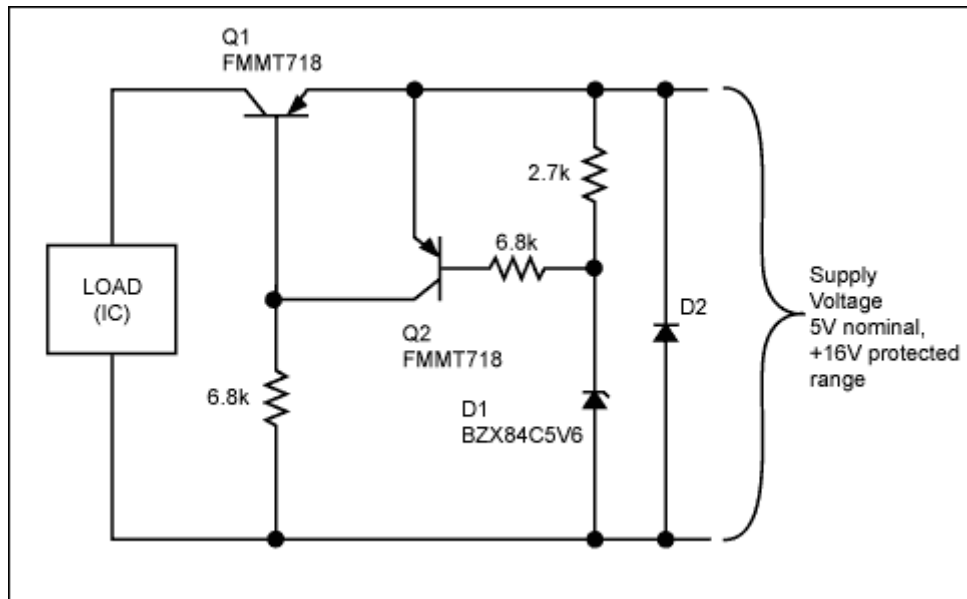 Q1
FMMT718
2.7k
6.8k
LOAD
(IC)
D2
Supply
Voltage
5V nominal,
+16V protected
range
Q2
FMMT718
6.8k
D1
BZX84C5V6